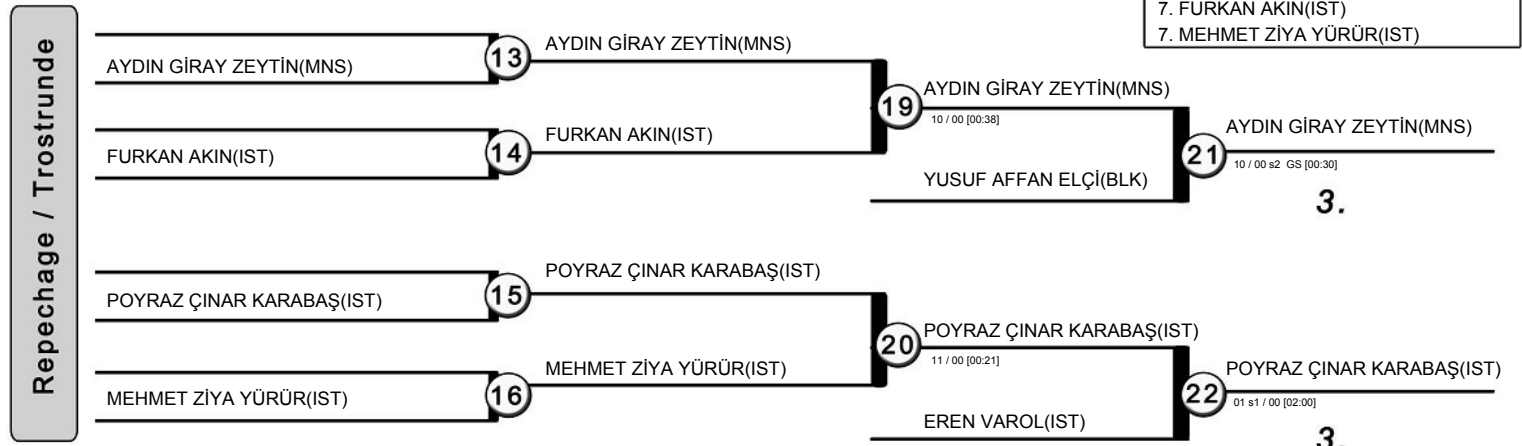 7. FURKAN AKIN(IST)
7. MEHMET ZİYA YÜRÜR(IST)
Repechage / Trostrunde
AYDIN GİRAY ZEYTİN(MNS)
13
AYDIN GİRAY ZEYTİN(MNS)
FURKAN AKIN(IST)
14
FURKAN AKIN(IST)
19
AYDIN GİRAY ZEYTİN(MNS)
10 / 00 [00:38]
YUSUF AFFAN ELÇİ(BLK)
21
AYDIN GİRAY ZEYTİN(MNS)
10 / 00 s2 GS [00:30]
3.
POYRAZ ÇINAR KARABAŞ(IST)
15
POYRAZ ÇINAR KARABAŞ(IST)
MEHMET ZİYA YÜRÜR(IST)
16
MEHMET ZİYA YÜRÜR(IST)
20
POYRAZ ÇINAR KARABAŞ(IST)
11 / 00 [00:21]
EREN VAROL(IST)
22
POYRAZ ÇINAR KARABAŞ(IST)
01 s1 / 00 [02:00]
3.